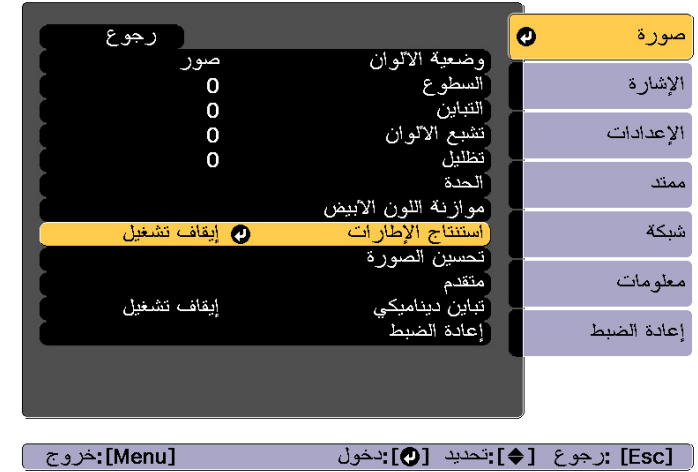 صورة
الإشارة
الإعدادات
ممتد
شبكة
معلومات
إعادة الضبط
رجوع
وضعية الألوان صور
السطوع 0
التباين 0
تشبع الألوان 0
تظليل 0
الحدة
موازنة اللون الأبيض
استنتاج الإطارات إيقاف تشغيل
تحسين الصورة
متقدم
تباين ديناميكي إيقاف تشغيل
إعادة الضبط
[Esc] :رجوع [◆]:تحديد [↵]:دخول [Menu]:خروج